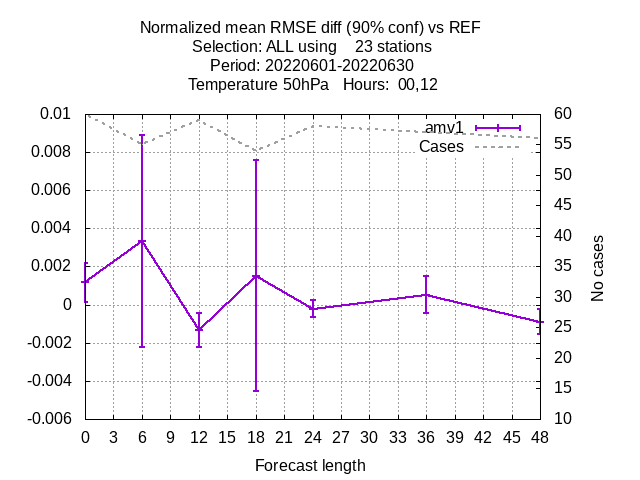 Normalized mean RMSE diff (90% conf) vs REF
Selection: ALL using    23 stations
Period: 20220601-20220630
Temperature 50hPa   Hours:  00,12
0.01
0.008
0.006
0.004
0.002
0
-0.002
-0.004
-0.006
amv1
Cases
60
55
50
45
40
35
30
25
20
15
10
No cases
0 3 6 9 12 15 18 21 24 27 30 33 36 39 42 45 48
Forecast length